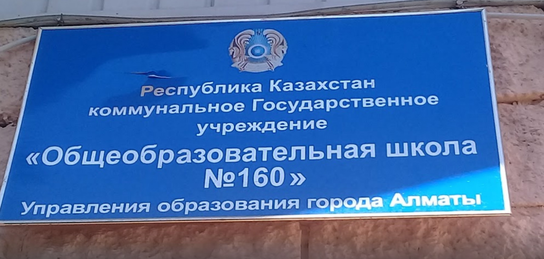 Республика Казахстан
коммунальное Государственное
учреждение
«Общеобразовательная школа
№160»
Управления образования города Алматы